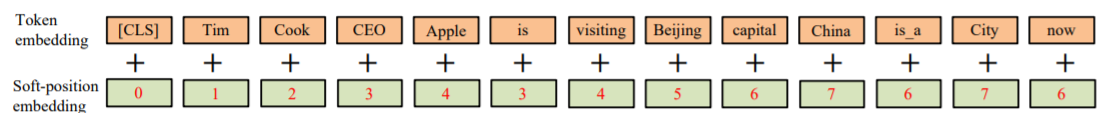 Token embedding [CLS] Tim Cook CEO Apple is visiting Beijing capital China is_a City now
+ + + + + + + + + + + + +
Soft-position embedding 0 1 2 3 4 3 4 5 6 7 6 7 6